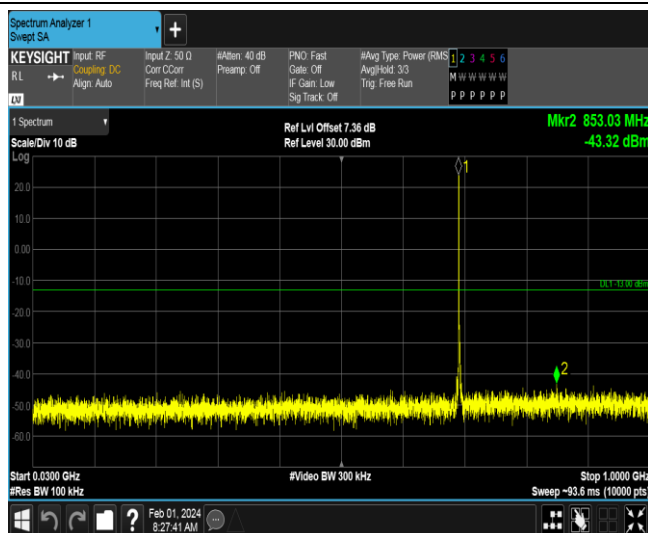 Spectrum Analyzer 1
Swept SA
+
KEYSIGHT
RL
LXI
Input: RF
Coupling: DC
Align: Auto
Input Z: 50 Ω
Corr CCorr
Freq Ref: Int (S)
#Atten: 40 dB
Preamp: Off
PNO: Fast
Gate: Off
IF Gain: Low
Sig Track: Off
#Avg Type: Power (RMS
Avg|Hold: 3/3
Trig: Free Run
1 2 3 4 5 6
M W W W W W
P P P P P P
1 Spectrum
Scale/Div 10 dB
Log
Ref Lvl Offset 7.36 dB
Ref Level 30.00 dBm
Mkr2 853.03 MHz
-43.32 dBm
1
20.0
10.0
0.00
-10.0
DL1 -13.00 dBm
-20.0
-30.0
-40.0
2
-50.0
-60.0
Start 0.0300 GHz
#Res BW 100 kHz
#Video BW 300 kHz
Stop 1.0000 GHz
Sweep ~93.6 ms (10000 pts)
?
Feb 01, 2024
8:27:41 AM